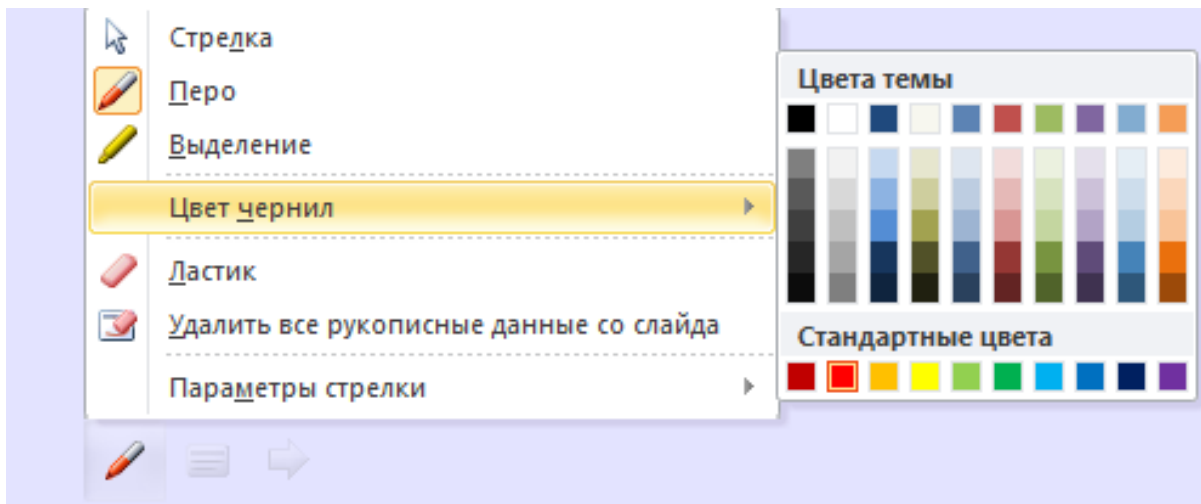 Стрелка
Перо
Выделение
Цвет чернил
Ластик
Удалить все рукописные данные со слайда
Параметры стрелки
Цвета темы
Стандартные цвета